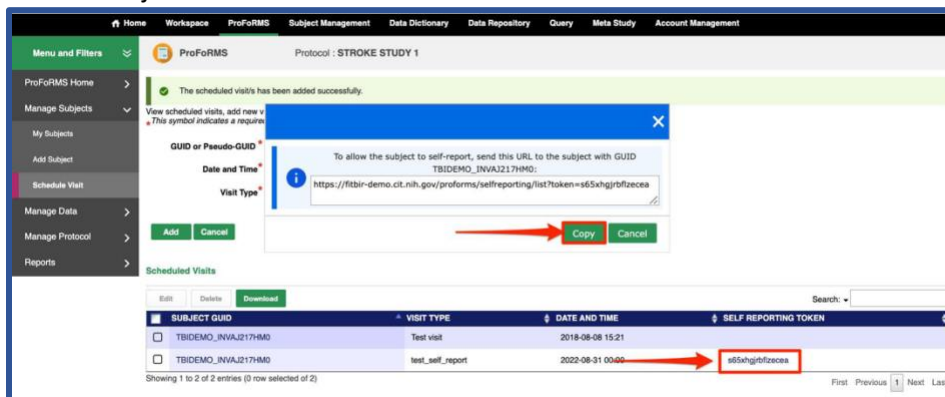 Home Workspace ProFoRMS Subject Management Data Dictionary Data Repository Query Meta Study Account Management
Menu and Filters
ProFoRMS
Protocol : STROKE STUDY 1
ProFoRMS Home
Manage Subjects
My Subjects
Add Subject
Schedule Visit
Manage Data
Manage Protocol
Reports
The scheduled visit/s has been added successfully.
View scheduled visits, add new v
*This symbol indicates a require
GUID or Pseudo-GUID *
Date and Time *
Visit Type *
To allow the subject to self-report, send this URL to the subject with GUID
TBIDEMO_INVAJ217HM0:
https://fitbir-demo.cit.nih.gov/proforms/selfreporting/list?token=s65xhgjrbflzecea
Copy Cancel
Add Cancel
Scheduled Visits
Edit Delete Download
Search:
SUBJECT GUID VISIT TYPE DATE AND TIME SELF REPORTING TOKEN
TBIDEMO_INVAJ217HM0 Test visit 2018-08-08 15:21
TBIDEMO_INVAJ217HM0 test_self_report 2022-08-31 00:00 s65xhgjrbflzecea
Showing 1 to 2 of 2 entries (0 row selected of 2)
First Previous 1 Next Las